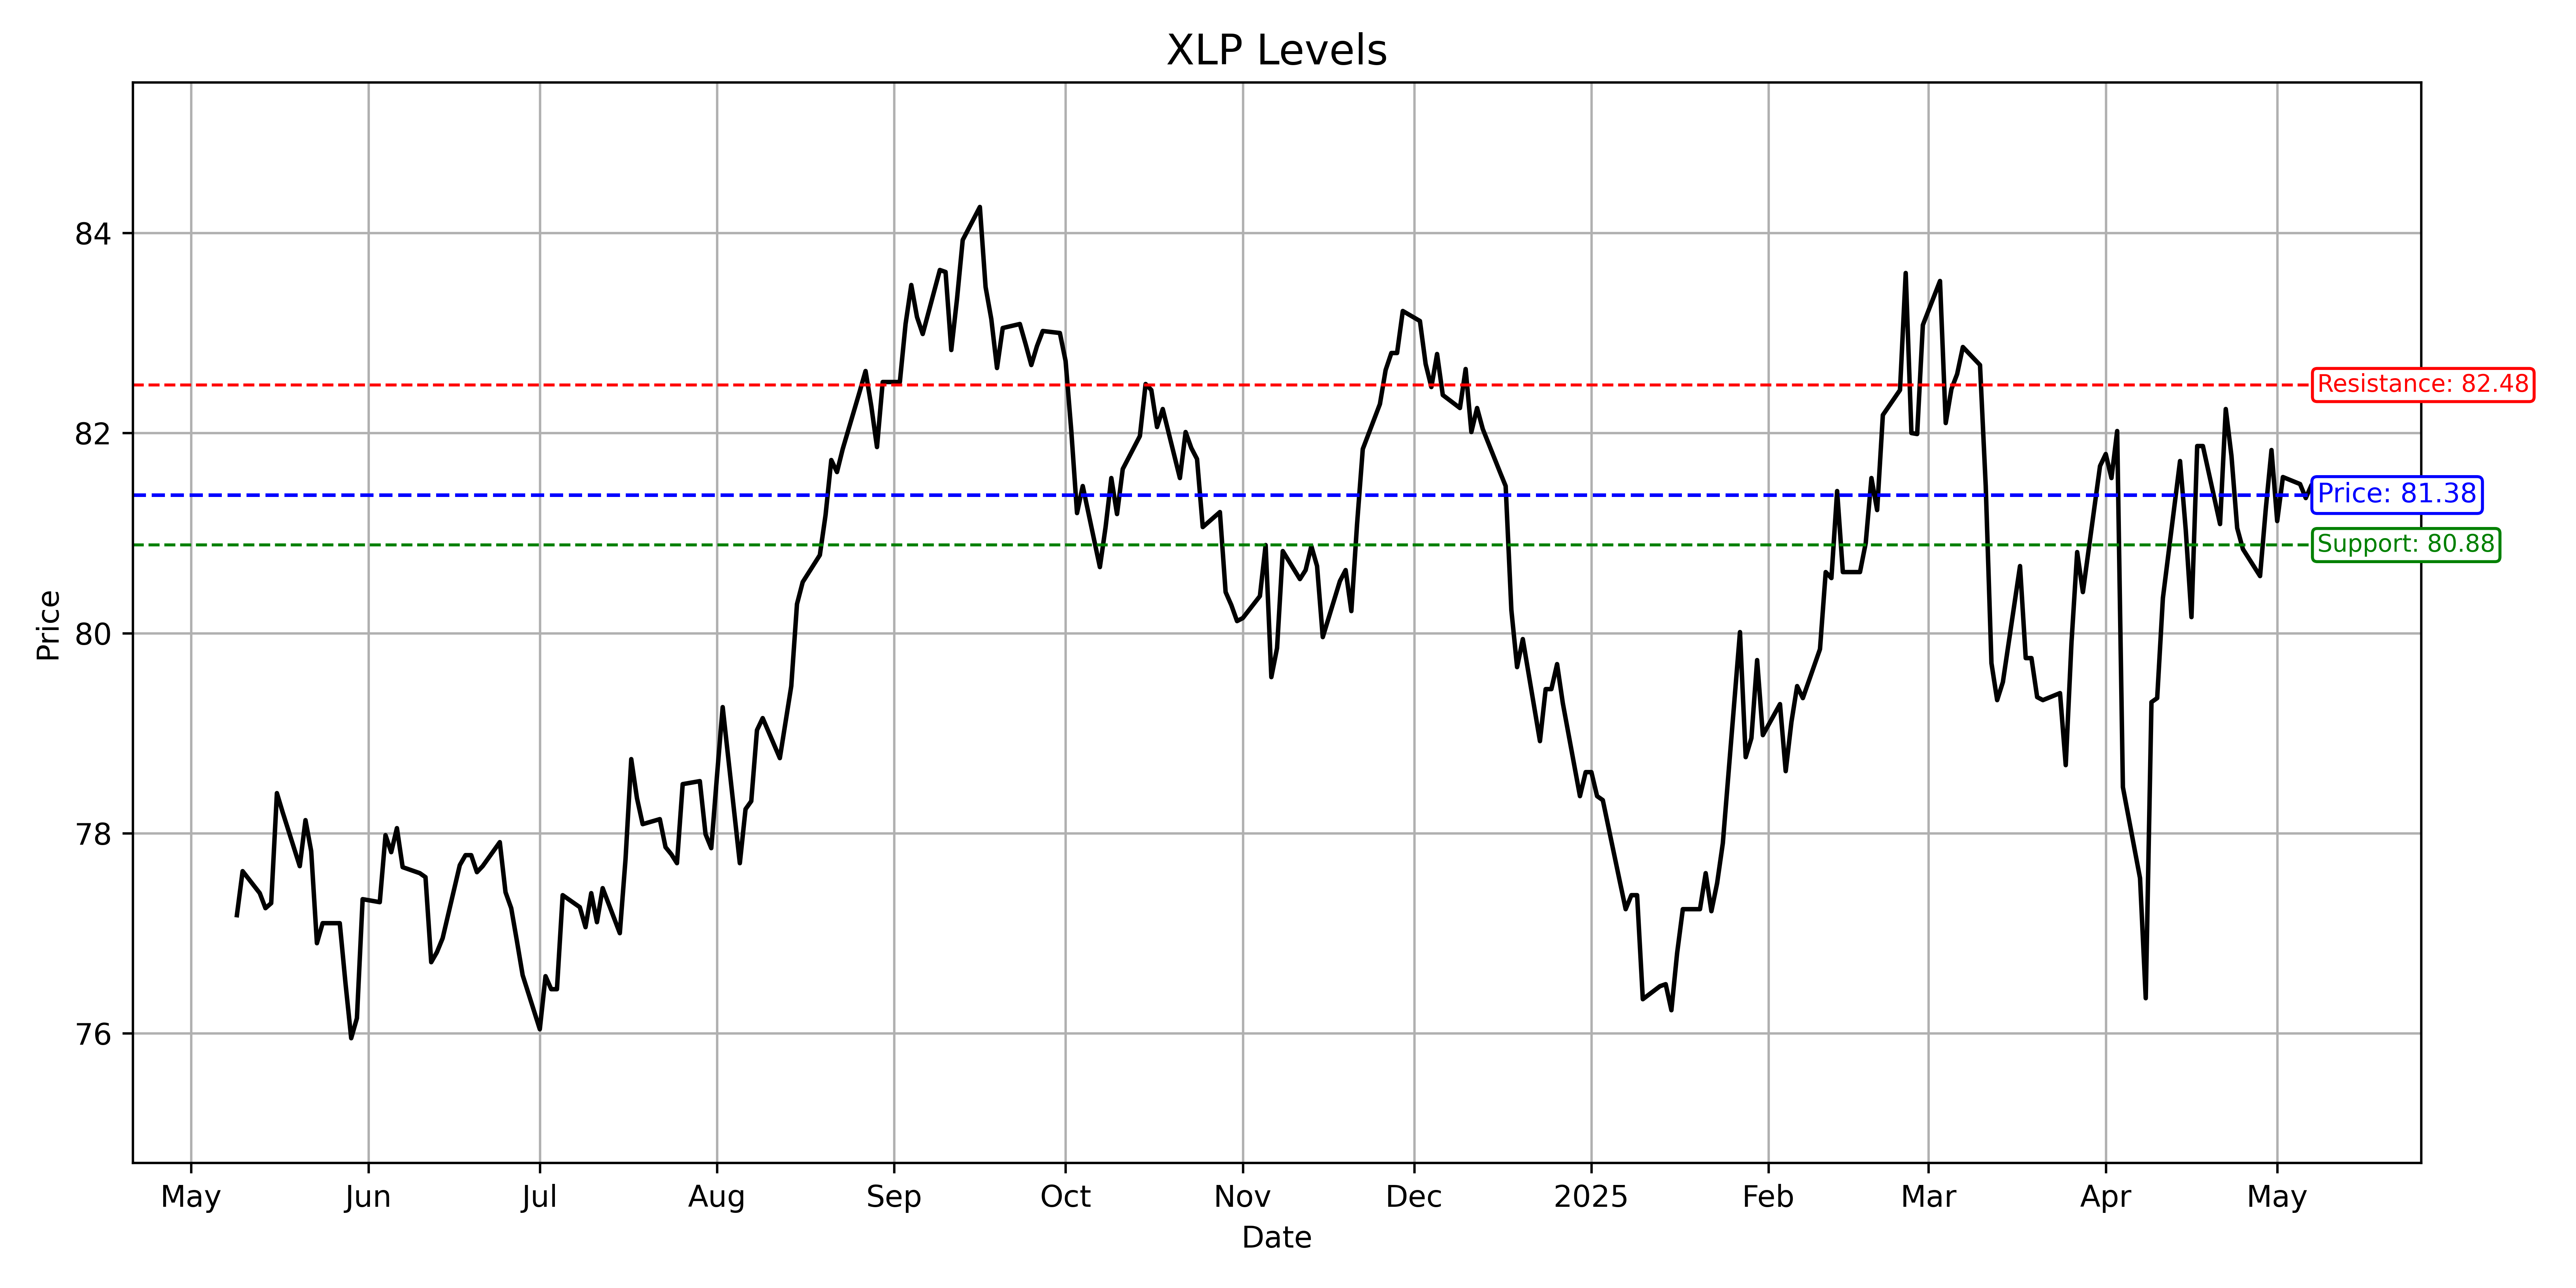 XLP Levels
84
82
80
78
76
Price
Resistance: 82.48
Price: 81.38
Support: 80.88
May Jun Jul Aug Sep Oct Nov Dec 2025 Feb Mar Apr May
Date